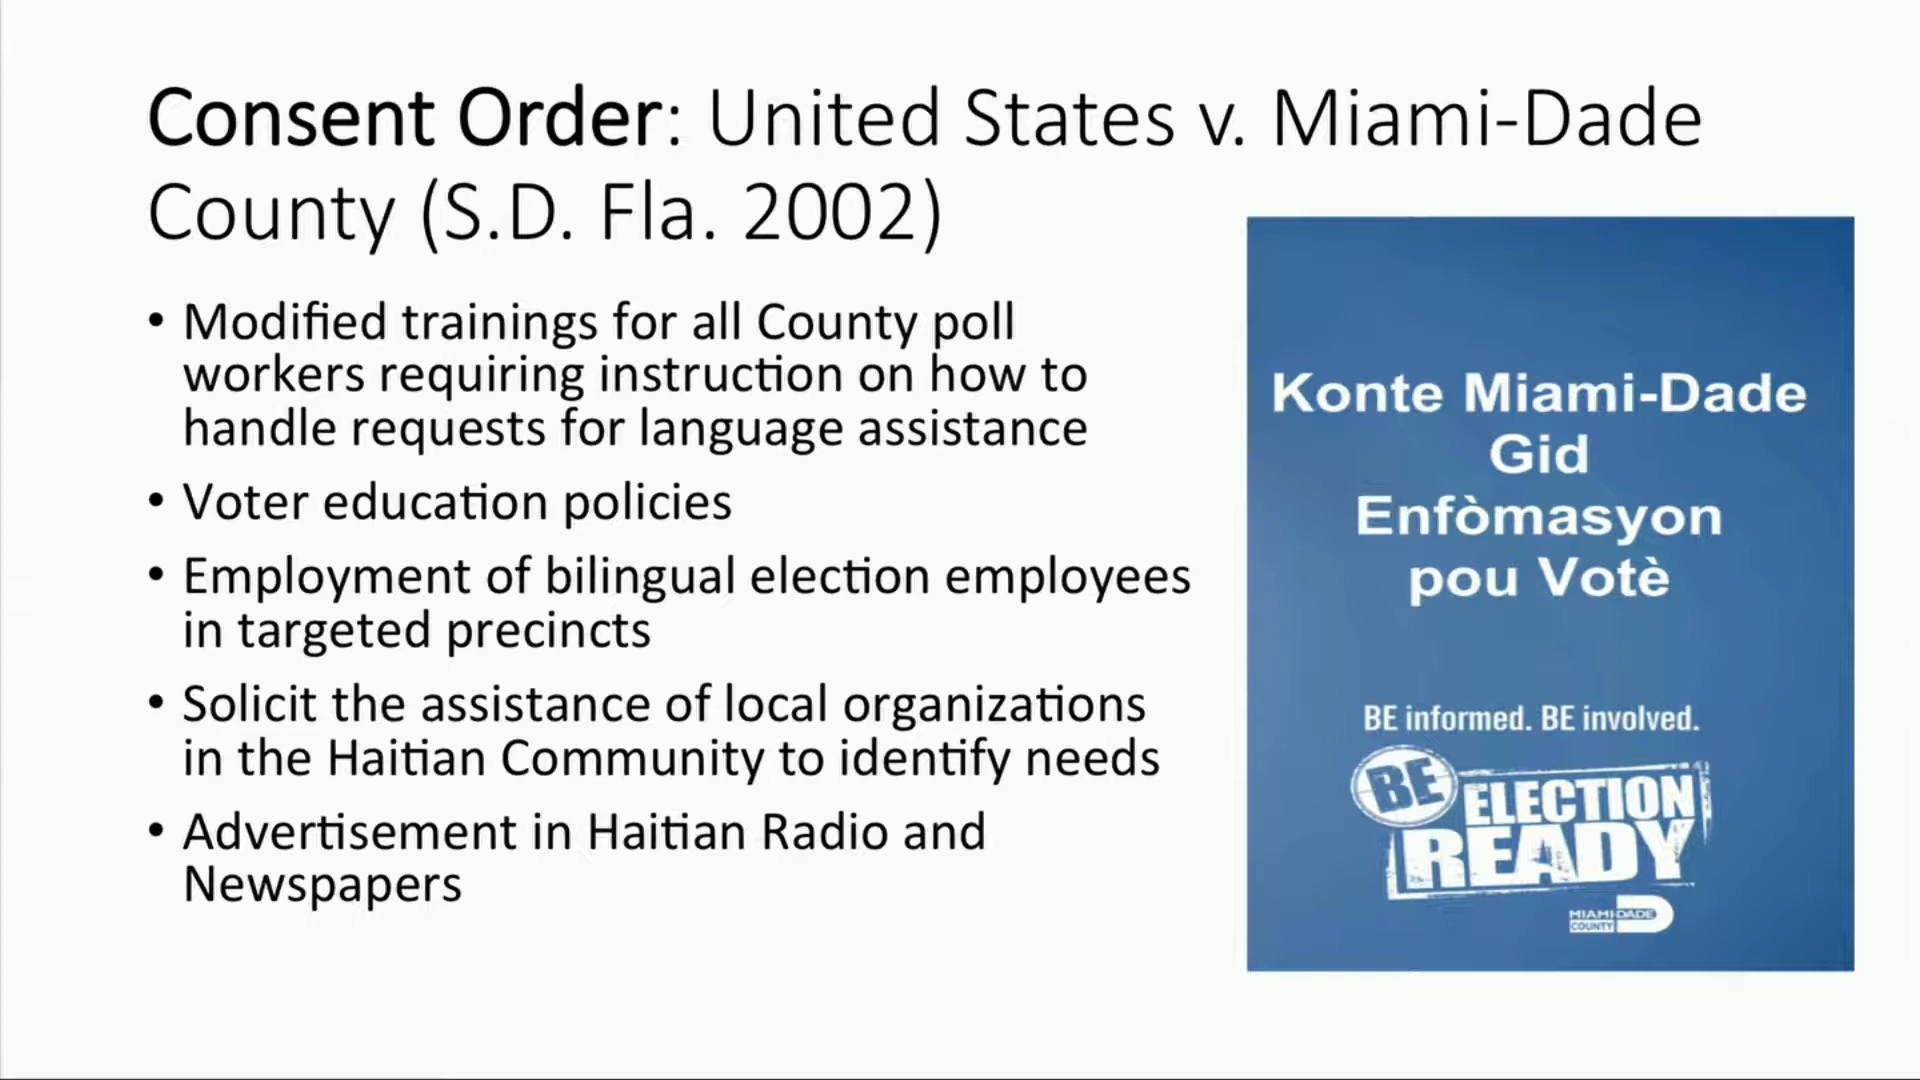 Consent Order: United States v. Miami-Dade
County (S.D. Fla. 2002)
• Modified trainings for all County poll
workers requiring instruction on how to
handle requests for language assistance
• Voter education policies
• Employment of bilingual election employees
in targeted precincts
• Solicit the assistance of local organizations
in the Haitian Community to identify needs
• Advertisement in Haitian Radio and
Newspapers
Konte Miami-Dade
Gid
Enfòmasyon
pou Votè
BE informed. BE involved.
BE ELECTION
READY
MIAMI-DADE
COUNTY